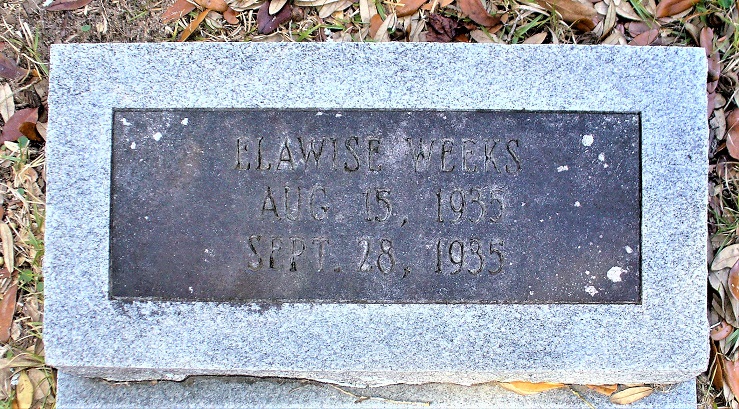 ELAWISE WEEKS
AUG. 15, 1935
SEPT. 28, 1935